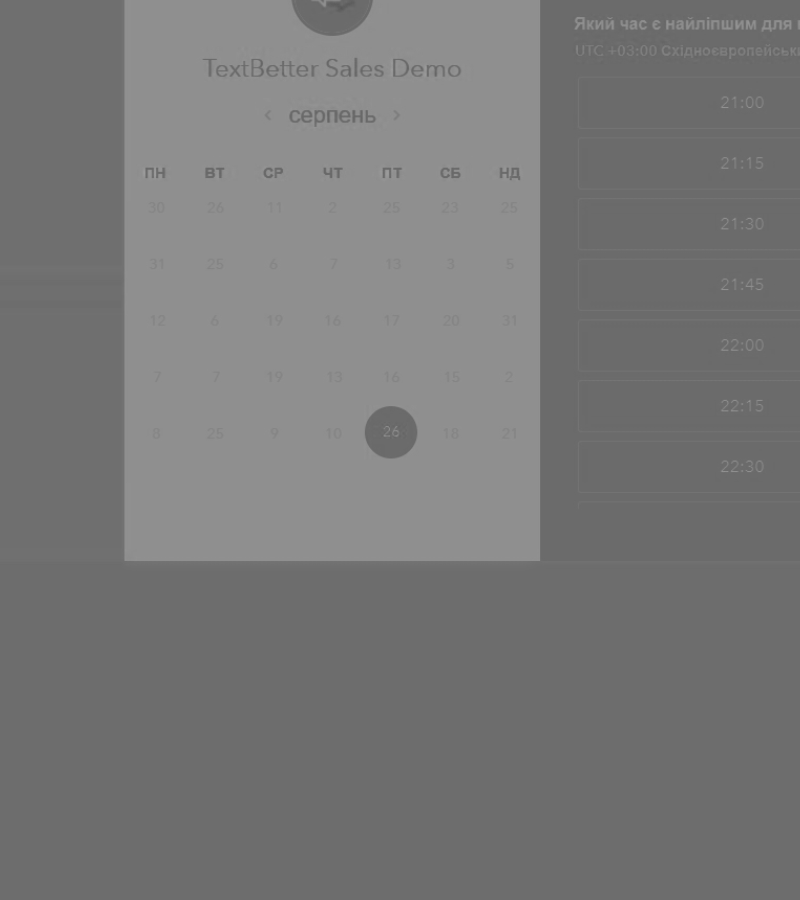 TextBetter Sales Demo
‹ серпень ›
ПН ВТ СР ЧТ ПТ СБ НД
30 26 11 2 25 23 25
31 25 6 7 13 3 5
12 6 19 16 17 20 31
7 7 19 13 16 15 2
8 25 9 10 26 18 21
Який час є найліпшим для
UTC +03:00 Східноєвропейськ
21:00
21:15
21:30
21:45
22:00
22:15
22:30